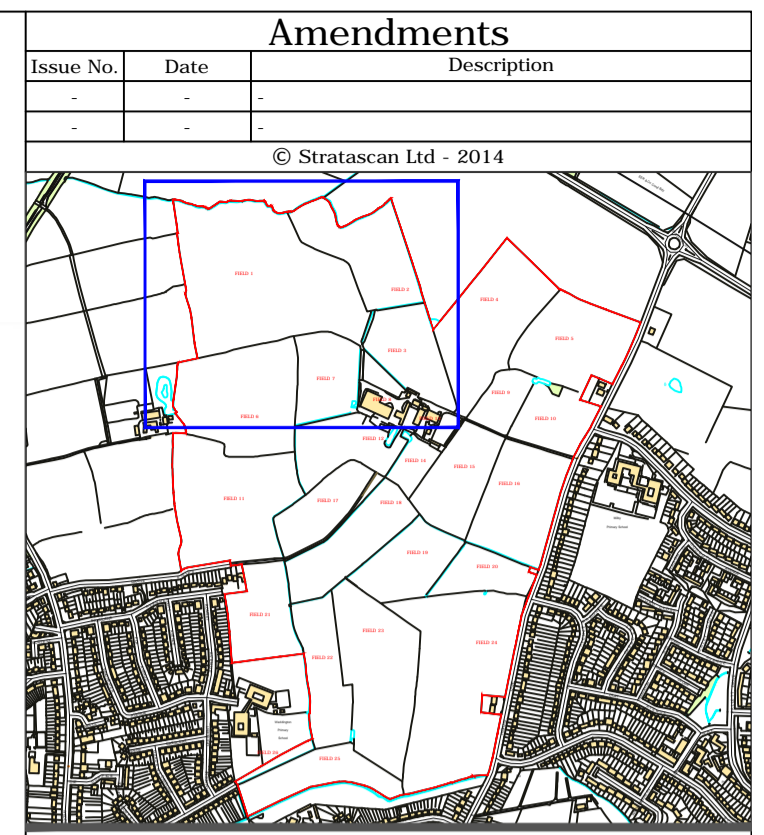 Amendments
Issue No. Date Description
- - -
- - -
© Stratascan Ltd - 2014
FIELD 1
FIELD 2
FIELD 4
FIELD 5
FIELD 3
FIELD 7
FIELD 9
FIELD 6
FIELD 10
FIELD 14
FIELD 15
FIELD 16
FIELD 11
FIELD 17
FIELD 18
FIELD 19
FIELD 20
FIELD 21
FIELD 22
FIELD 23
FIELD 24
FIELD 25
Primary School
Primary
School